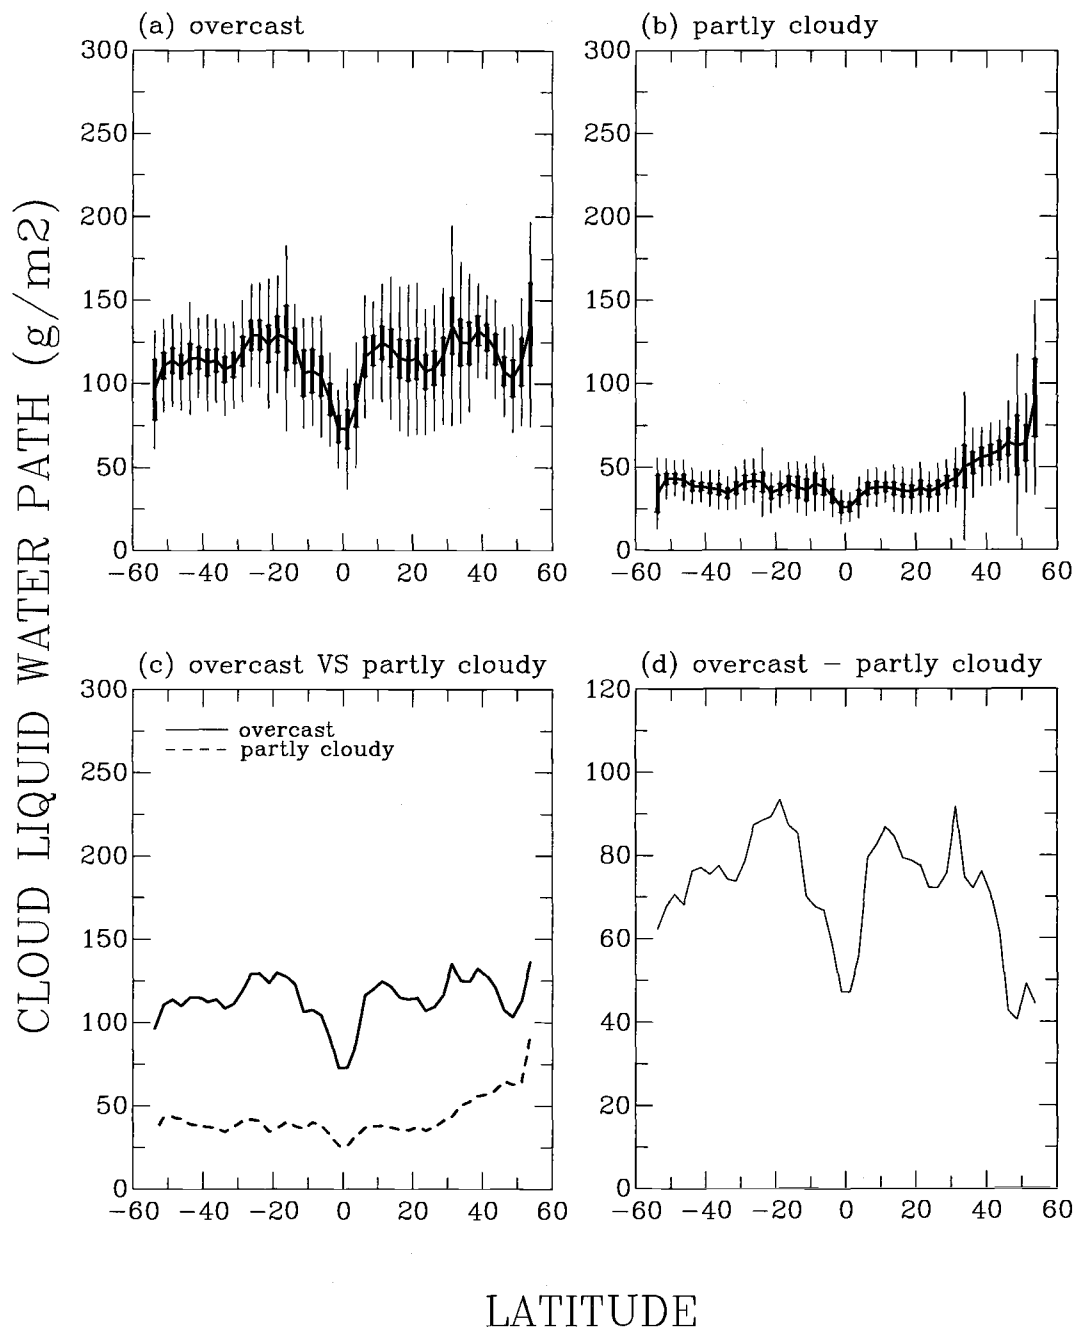 (a) overcast
300
250
200
150
100
50
0
−60 −40 −20 0 20 40 60
(b) partly cloudy
300
250
200
150
100
50
0
−60 −40 −20 0 20 40 60
CLOUD LIQUID WATER PATH (g/m2)
(c) overcast VS partly cloudy
overcast
partly cloudy
300
250
200
150
100
50
0
−60 −40 −20 0 20 40 60
(d) overcast − partly cloudy
120
100
80
60
40
20
0
−60 −40 −20 0 20 40 60
LATITUDE